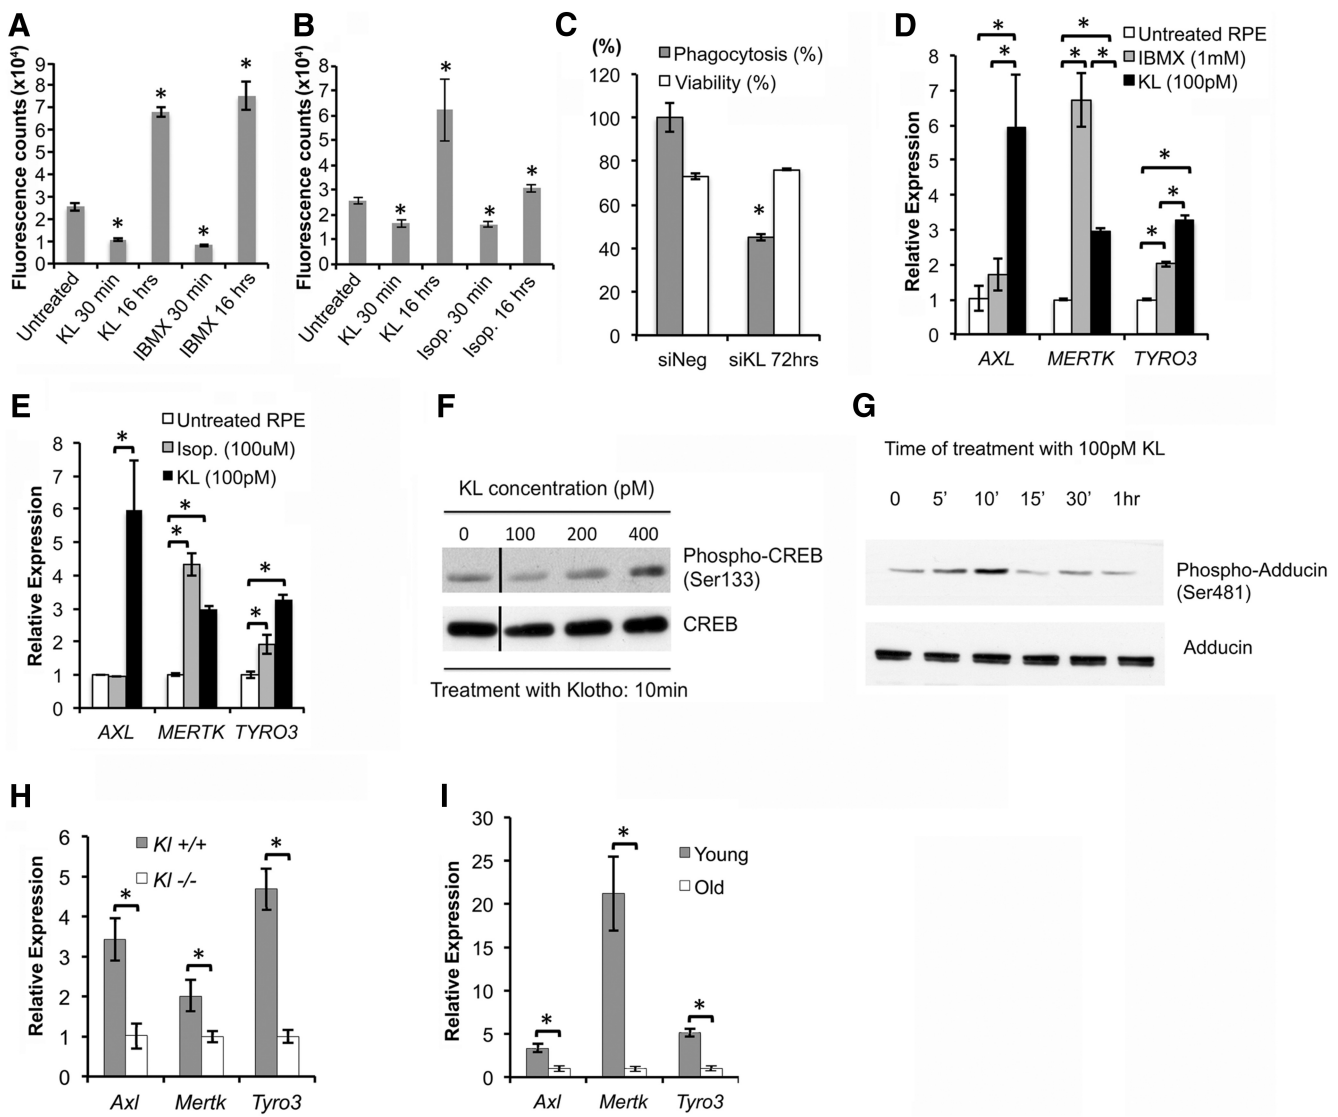 A
Fluorescence counts (x10⁴)
9
8
7
6
5
4
3
2
1
0
*
*
*
*
Untreated
KL 30 min
KL 16 hrs
IBMX 30 min
IBMX 16 hrs
B
Fluorescence counts (x10⁴)
8
7
6
5
4
3
2
1
0
*
*
*
*
Untreated
KL 30 min
KL 16 hrs
Isop. 30 min
Isop. 16 hrs
C
(%)
Phagocytosis (%)
Viability (%)
120
100
80
60
40
20
0
*
siNeg
siKL 72hrs
D
Untreated RPE
IBMX (1mM)
KL (100pM)
Relative Expression
8
7
6
5
4
3
2
1
0
* *
* * *
* * *
AXL
MERTK
TYRO3
E
Untreated RPE
Isop. (100uM)
KL (100pM)
Relative Expression
8
7
6
5
4
3
2
1
0
*
* *
* *
AXL
MERTK
TYRO3
F
KL concentration (pM)
0 100 200 400
Phospho-CREB
(Ser133)
CREB
Treatment with Klotho: 10min
G
Time of treatment with 100pM KL
0 5’ 10’ 15’ 30’ 1hr
Phospho-Adducin
(Ser481)
Adducin
H
Kl +/+
Kl -/-
Relative Expression
6
5
4
3
2
1
0
*
*
*
Axl
Mertk
Tyro3
I
Young
Old
Relative Expression
30
25
20
15
10
5
0
*
*
*
Axl
Mertk
Tyro3